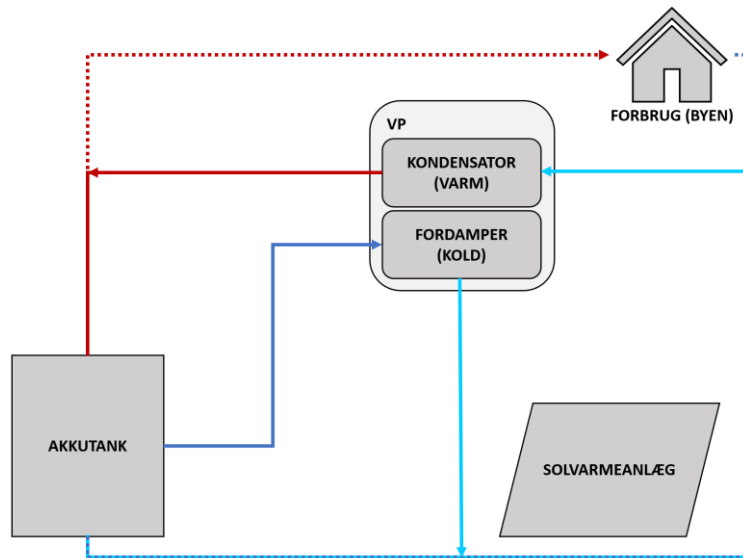 FORBRUG (BYEN)
VP
KONDENSATOR
(VARM)
FORDAMPER
(KOLD)
AKKUTANK
SOLVARMEANLÆG